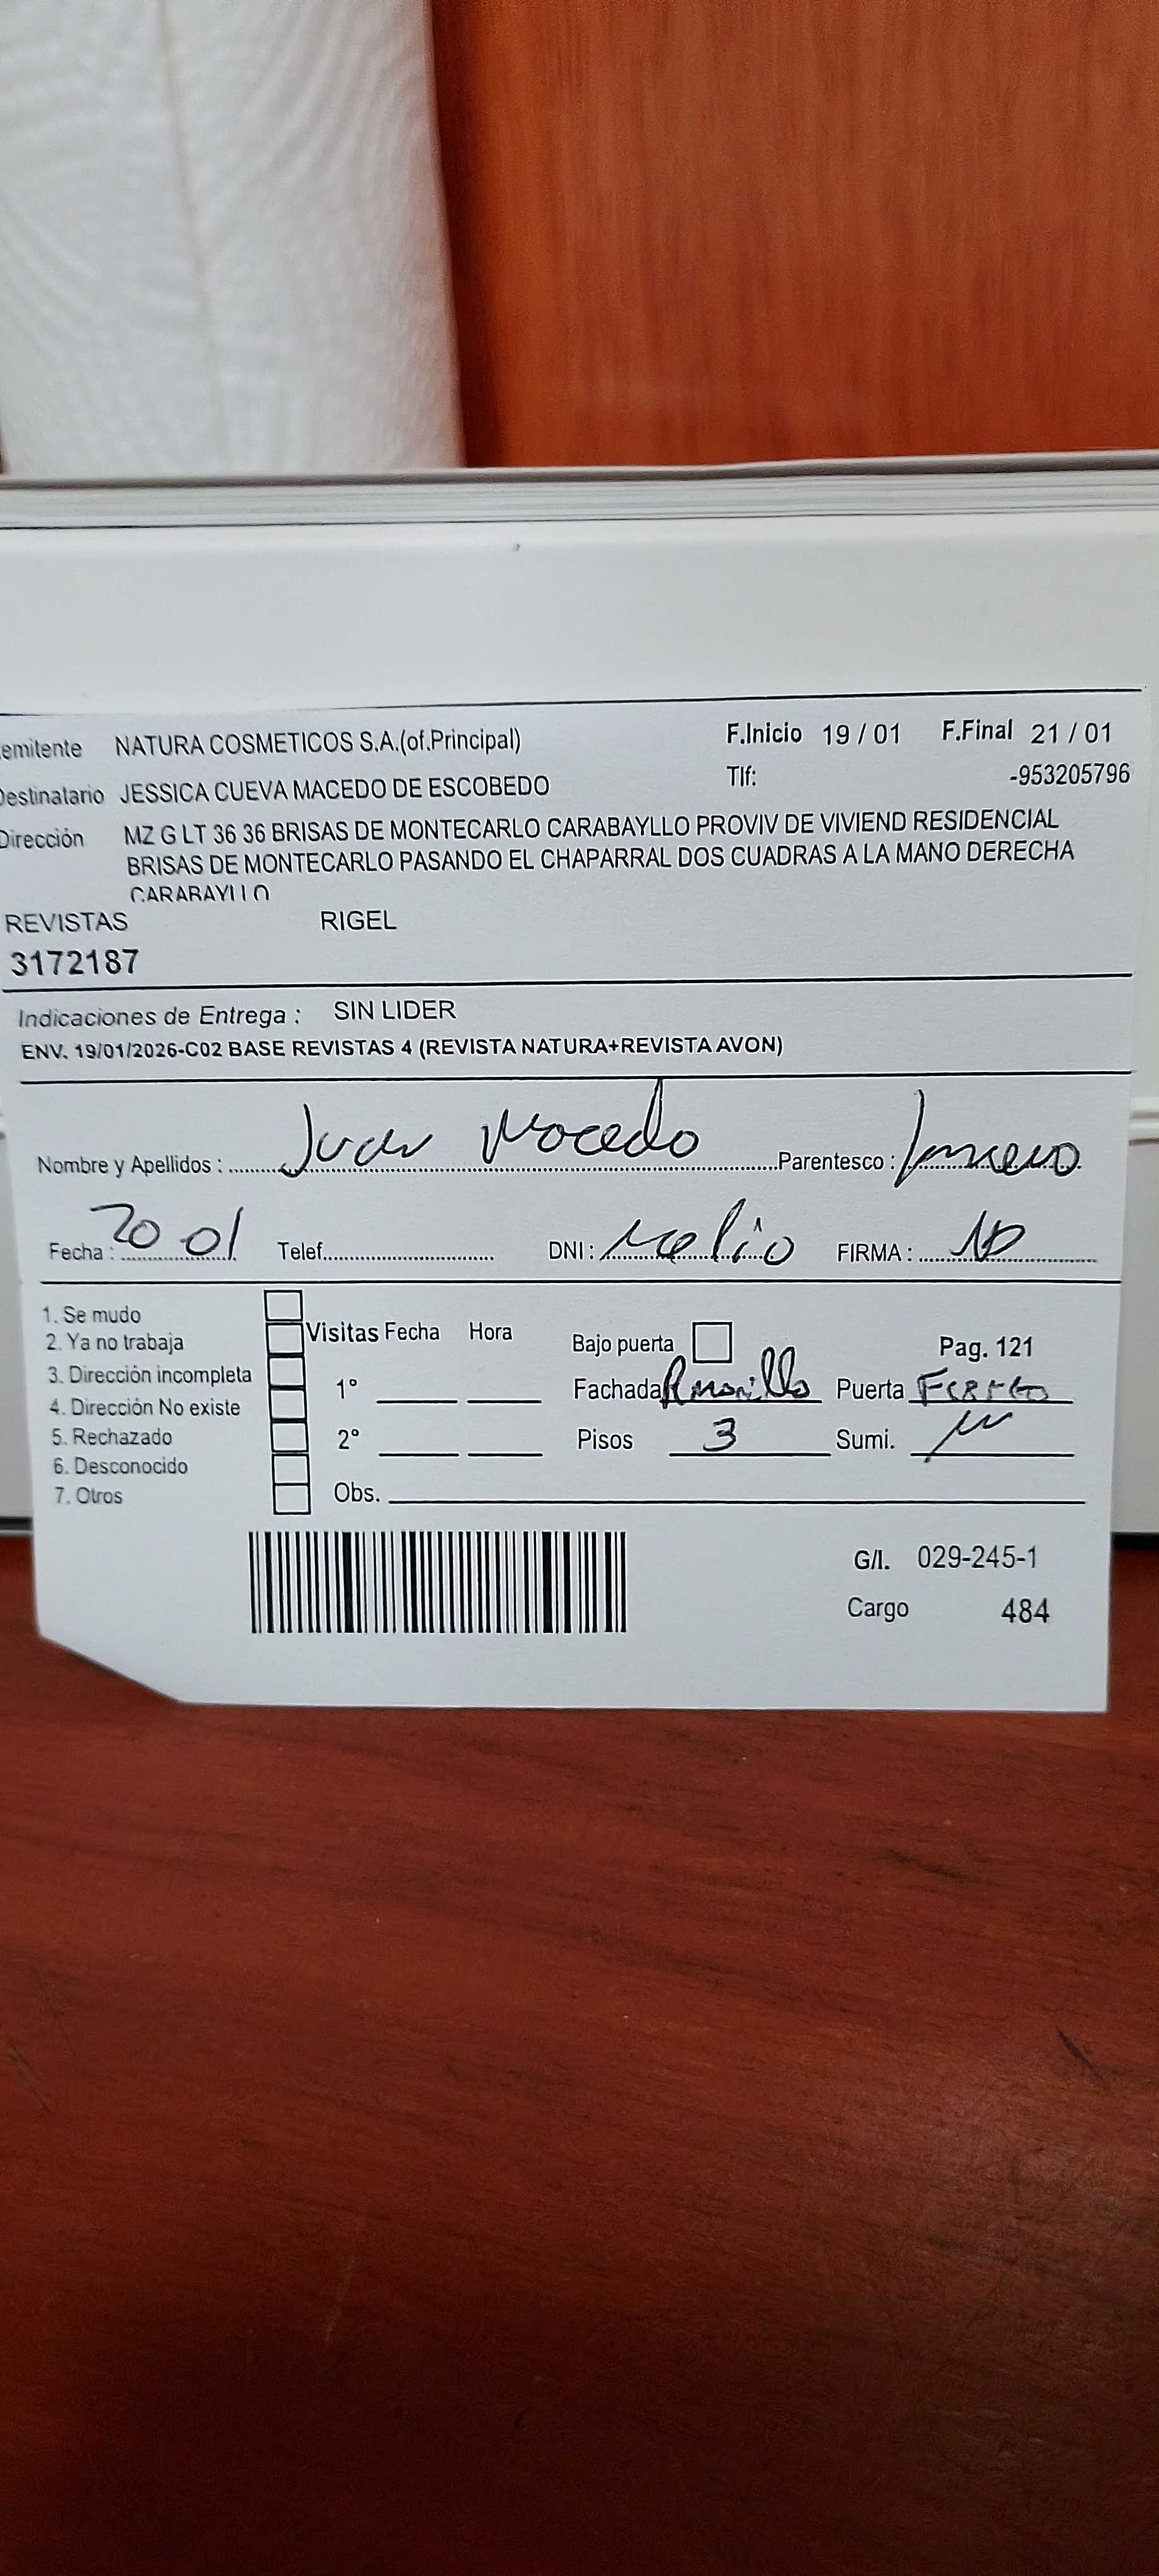 emitente NATURA COSMETICOS S.A.(of.Principal) F.Inicio 19 / 01 F.Final 21 / 01
Destinatario JESSICA CUEVA MACEDO DE ESCOBEDO Tlf: -953205796
Dirección MZ G LT 36 36 BRISAS DE MONTECARLO CARABAYLLO PROVIV DE VIVIEND RESIDENCIAL
BRISAS DE MONTECARLO PASANDO EL CHAPARRAL DOS CUADRAS A LA MANO DERECHA
CARABAYLLO
REVISTAS RIGEL
3172187
Indicaciones de Entrega : SIN LIDER
ENV. 19/01/2026-C02 BASE REVISTAS 4 (REVISTA NATURA+REVISTA AVON)
Nombre y Apellidos : Juan Macedo Parentesco :
Fecha : 20 01 Telef. DNI : FIRMA :
1. Se mudo
2. Ya no trabaja Visitas Fecha Hora Bajo puerta Pag. 121
3. Dirección incompleta 1° Fachada Amarillo Puerta
4. Dirección No existe
5. Rechazado 2° Pisos 3 Sumi.
6. Desconocido
7. Otros Obs.
G/I. 029-245-1
Cargo 484